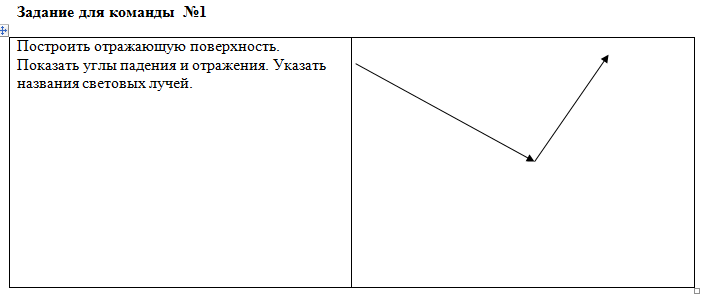 Задание для команды №1
Построить отражающую поверхность.
Показать углы падения и отражения. Указать
названия световых лучей.